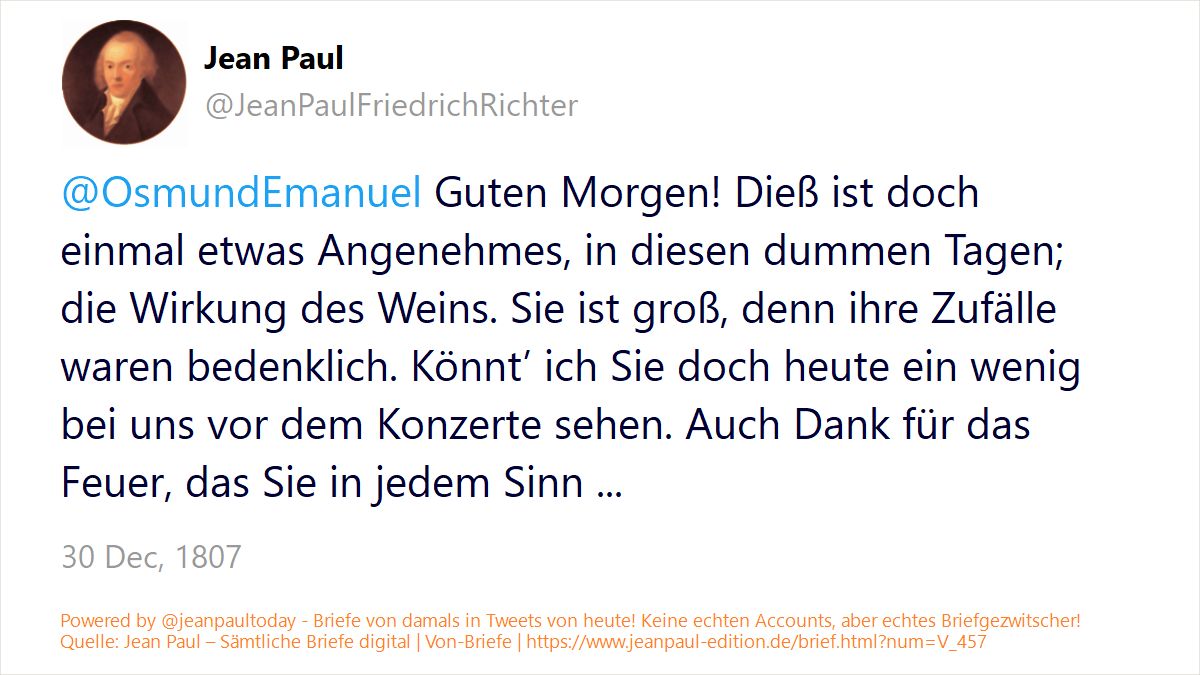 Jean Paul
@JeanPaulFriedrichRichter
@OsmundEmanuel Guten Morgen! Dieß ist doch
einmal etwas Angenehmes, in diesen dummen Tagen;
die Wirkung des Weins. Sie ist groß, denn ihre Zufälle
waren bedenklich. Könnt’ ich Sie doch heute ein wenig
bei uns vor dem Konzerte sehen. Auch Dank für das
Feuer, das Sie in jedem Sinn ...
30 Dec, 1807
Powered by @jeanpaultoday - Briefe von damals in Tweets von heute! Keine echten Accounts, aber echtes Briefgezwitscher!
Quelle: Jean Paul – Sämtliche Briefe digital | Von-Briefe | https://www.jeanpaul-edition.de/brief.html?num=V_457